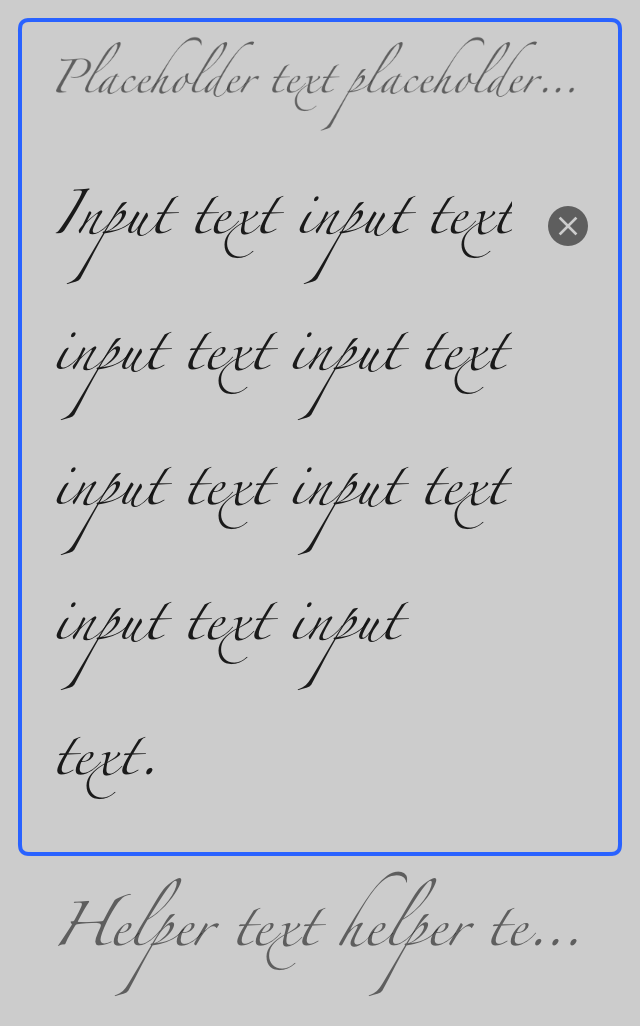 Placeholder text placeholder...
Input text input text
input text input text
input text input text
input text input
text.
Helper text helper te...